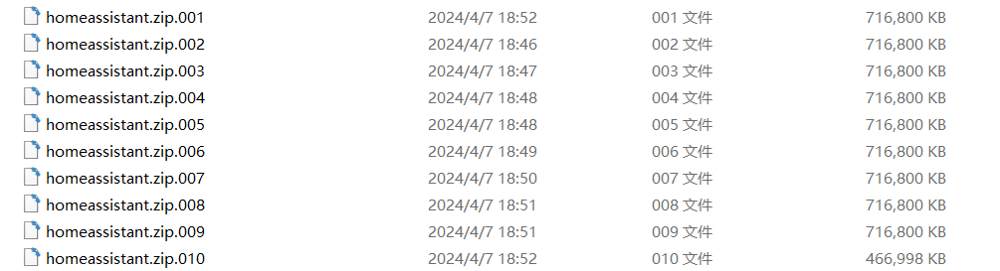 homeassistant.zip.001 2024/4/7 18:52 001 文件 716,800 KB
homeassistant.zip.002 2024/4/7 18:46 002 文件 716,800 KB
homeassistant.zip.003 2024/4/7 18:47 003 文件 716,800 KB
homeassistant.zip.004 2024/4/7 18:48 004 文件 716,800 KB
homeassistant.zip.005 2024/4/7 18:48 005 文件 716,800 KB
homeassistant.zip.006 2024/4/7 18:49 006 文件 716,800 KB
homeassistant.zip.007 2024/4/7 18:50 007 文件 716,800 KB
homeassistant.zip.008 2024/4/7 18:51 008 文件 716,800 KB
homeassistant.zip.009 2024/4/7 18:51 009 文件 716,800 KB
homeassistant.zip.010 2024/4/7 18:52 010 文件 466,998 KB